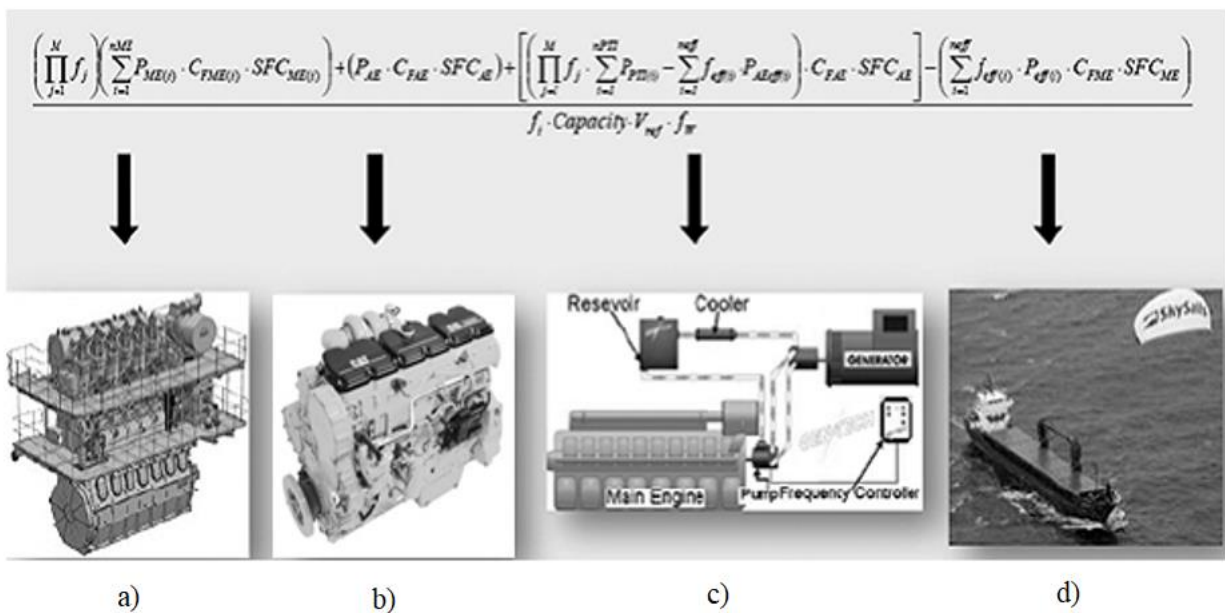 (∏_{j=1}^{M} f_j)(∑_{i=1}^{nME} P_{ME(i)} · C_{FME(i)} · SFC_{ME(i)}) + (P_{AE} · C_{FAE} · SFC_{AE}) + [(∏_{j=1}^{M} f_j · ∑_{i=1}^{nPTI} P_{PTI(i)} − ∑_{i=1}^{neff} f_{eff(i)} · P_{AEeff(i)}) · C_{FAE} · SFC_{AE}] − (∑_{i=1}^{neff} f_{eff(i)} · P_{eff(i)} · C_{FME} · SFC_{ME})
f_i · Capacity · V_{ref} · f_W
Resevoir Cooler
SkySails
CAT
GENERATOR
Main Engine Pump Frequency Controller
a) b) c) d)